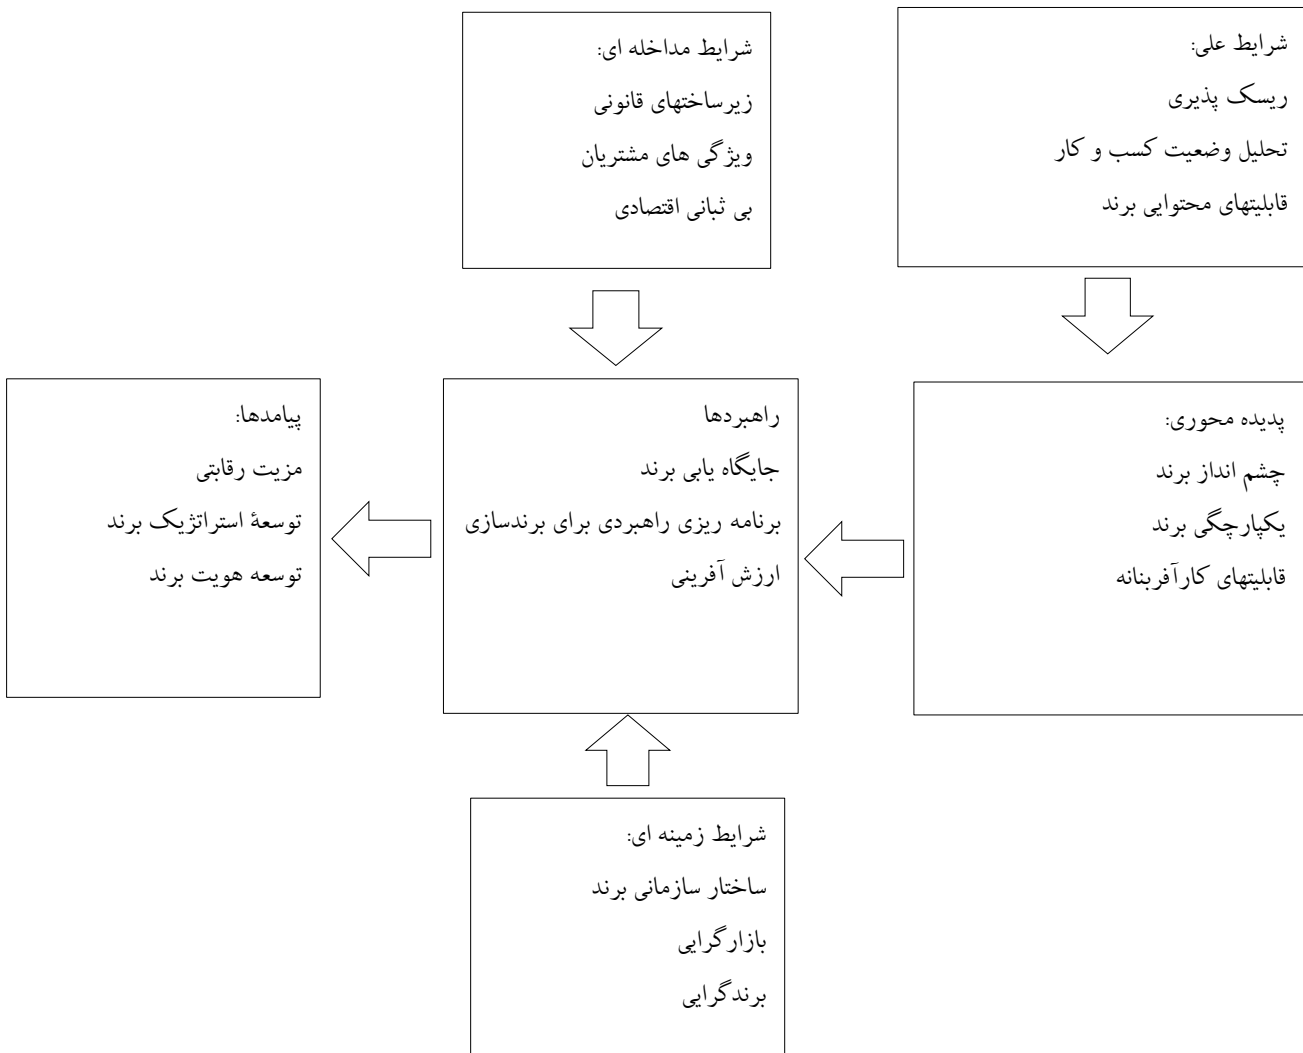 شرایط علی:
ریسک پذیری
تحلیل وضعیت کسب و کار
قابلیتهای محتوایی برند
شرایط مداخله ای:
زیرساختهای قانونی
ویژگی های مشتریان
بی ثباتی اقتصادی
پدیده محوری:
چشم انداز برند
یکپارچگی برند
قابلیتهای کارآفرینانه
راهبردها
جایگاه یابی برند
برنامه ریزی راهبردی برای برندسازی
ارزش آفرینی
پیامدها:
مزیت رقابتی
توسعۀ استراتژیک برند
توسعه هویت برند
شرایط زمینه ای:
ساختار سازمانی برند
بازارگرایی
برندگرایی